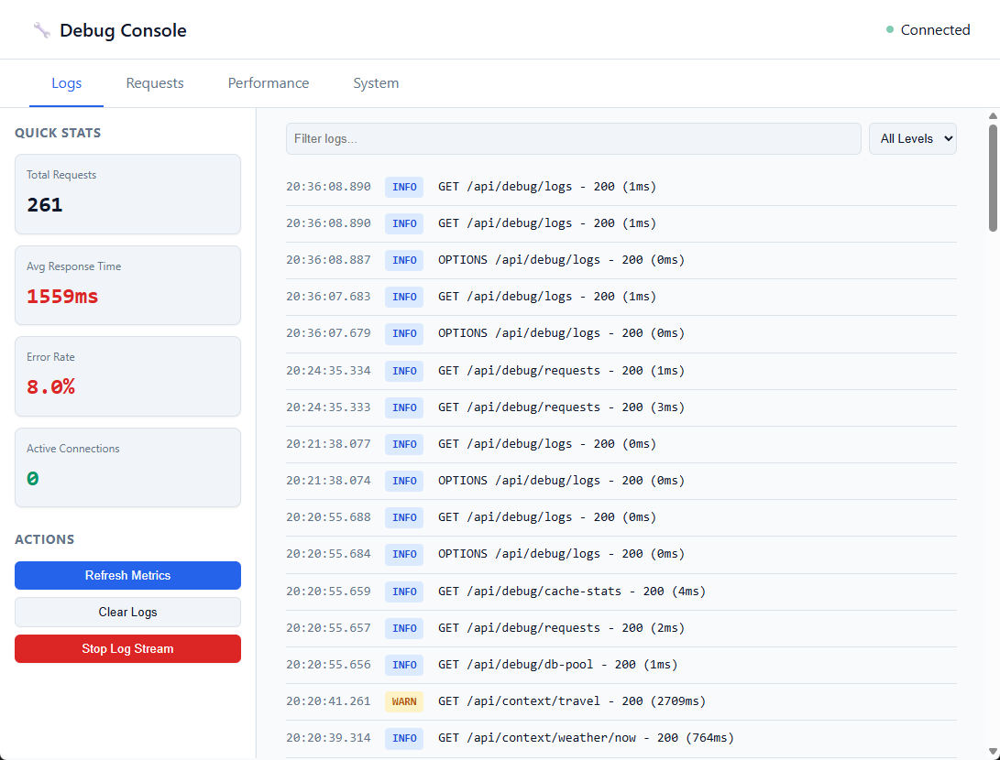 Debug Console
Connected
Logs Requests Performance System
QUICK STATS
Total Requests
261
Avg Response Time
1559ms
Error Rate
8.0%
Active Connections
0
ACTIONS
Refresh Metrics
Clear Logs
Stop Log Stream
Filter logs... All Levels
20:36:08.890 INFO GET /api/debug/logs - 200 (1ms)
20:36:08.890 INFO GET /api/debug/logs - 200 (1ms)
20:36:08.887 INFO OPTIONS /api/debug/logs - 200 (0ms)
20:36:07.683 INFO GET /api/debug/logs - 200 (1ms)
20:36:07.679 INFO OPTIONS /api/debug/logs - 200 (0ms)
20:24:35.334 INFO GET /api/debug/requests - 200 (1ms)
20:24:35.333 INFO GET /api/debug/requests - 200 (3ms)
20:21:38.077 INFO GET /api/debug/logs - 200 (0ms)
20:21:38.074 INFO OPTIONS /api/debug/logs - 200 (0ms)
20:20:55.688 INFO GET /api/debug/logs - 200 (0ms)
20:20:55.684 INFO OPTIONS /api/debug/logs - 200 (0ms)
20:20:55.659 INFO GET /api/debug/cache-stats - 200 (4ms)
20:20:55.657 INFO GET /api/debug/requests - 200 (2ms)
20:20:55.656 INFO GET /api/debug/db-pool - 200 (1ms)
20:20:41.261 WARN GET /api/context/travel - 200 (2709ms)
20:20:39.314 INFO GET /api/context/weather/now - 200 (764ms)